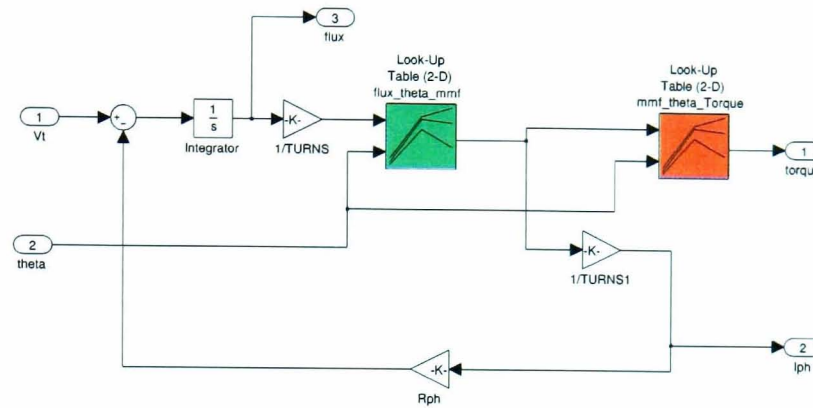 3
flux
Look-Up
Table (2-D)
flux_theta_mmf
Look-Up
Table (2-D)
mmf_theta_Torque
1
Vt
+
-
1
s
Integrator
-K-
1/TURNS
1
torqu
2
theta
-K-
1/TURNS1
2
Iph
-K-
Rph